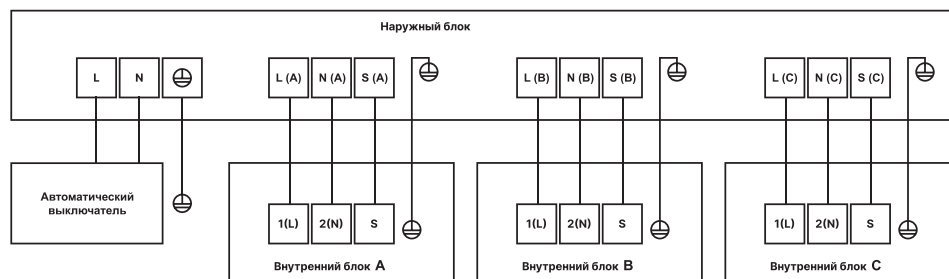 Наружный блок
L N L (A) N (A) S (A) L (B) N (B) S (B) L (C) N (C) S (C)
Автоматический
выключатель
1(L) 2(N) S 1(L) 2(N) S 1(L) 2(N) S
Внутренний блок A Внутренний блок B Внутренний блок C